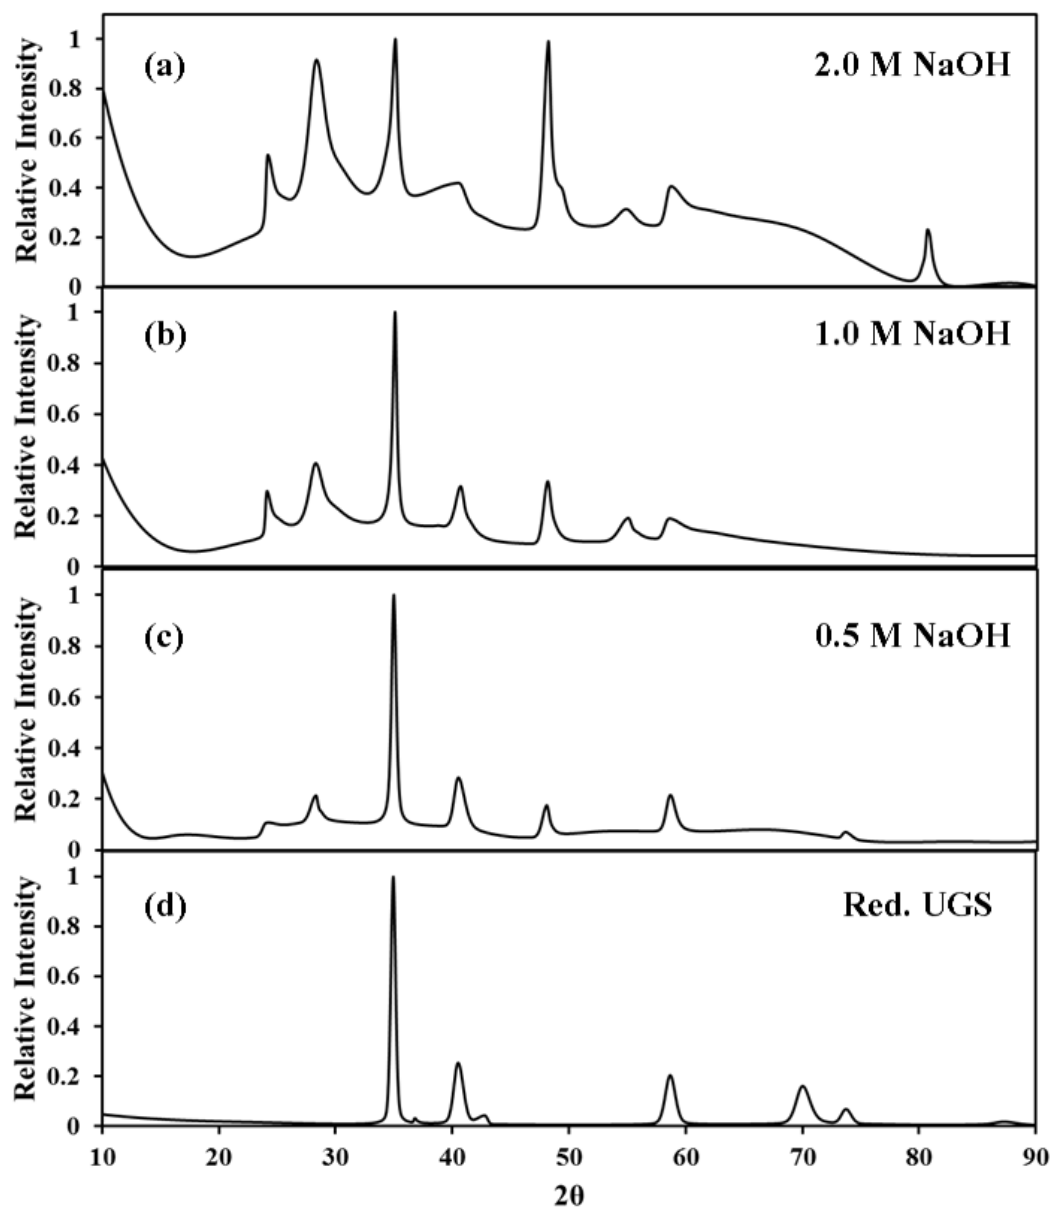 Relative Intensity
1
0.8
0.6
0.4
0.2
0
(a)
2.0 M NaOH
Relative Intensity
1
0.8
0.6
0.4
0.2
0
(b)
1.0 M NaOH
Relative Intensity
1
0.8
0.6
0.4
0.2
0
(c)
0.5 M NaOH
Relative Intensity
1
0.8
0.6
0.4
0.2
0
(d)
Red. UGS
10 20 30 40 50 60 70 80 90
2θ